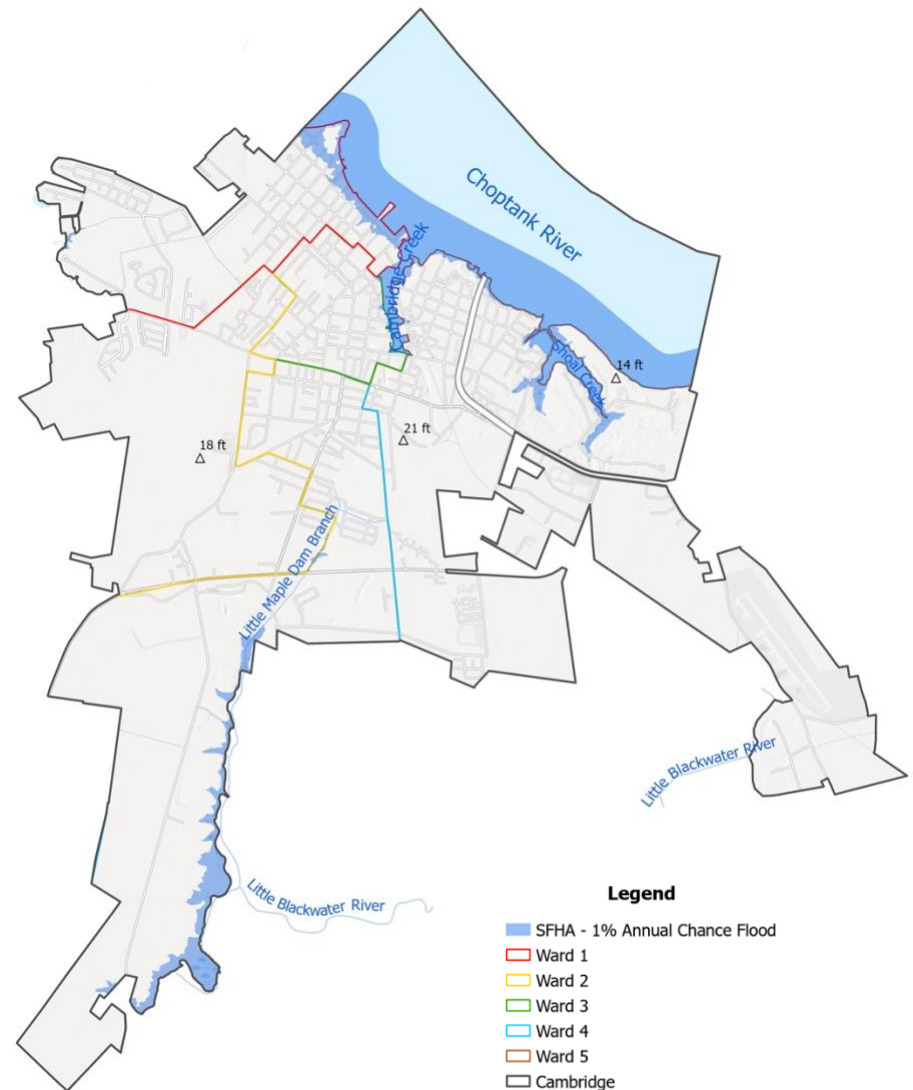 Choptank River
Cambridge Creek
Shoal Creek
14 ft
21 ft
18 ft
Little Maple Dam Branch
Little Blackwater River
Little Blackwater River
Legend
SFHA - 1% Annual Chance Flood
Ward 1
Ward 2
Ward 3
Ward 4
Ward 5
Cambridge